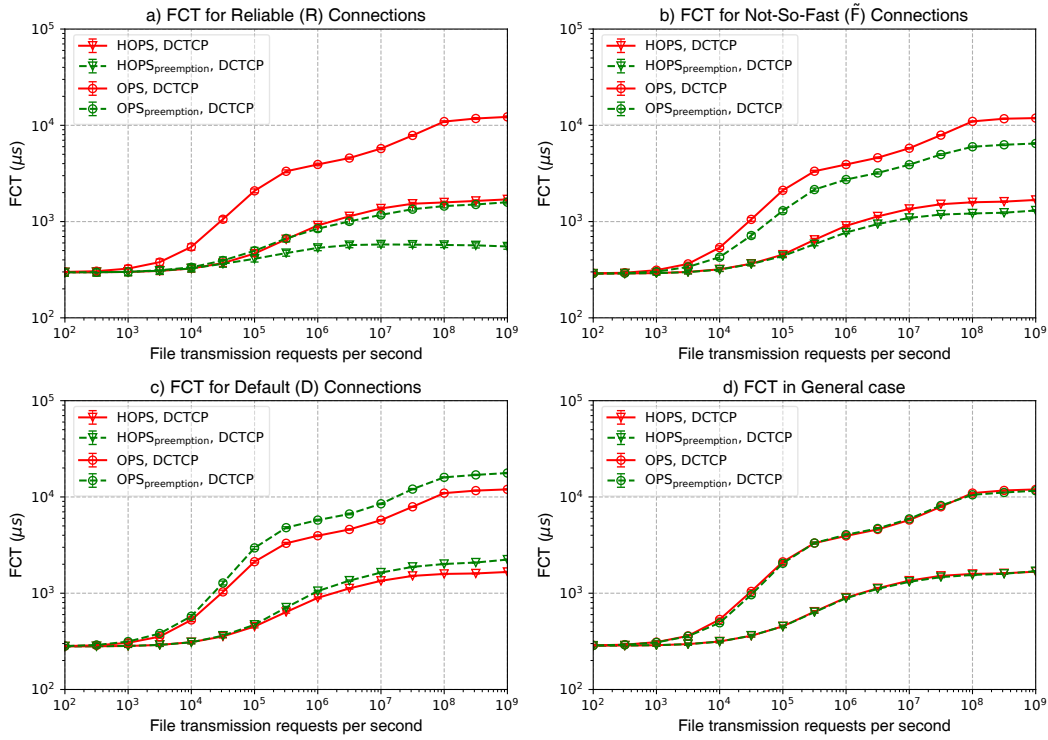 a) FCT for Reliable (R) Connections
HOPS, DCTCP
HOPSpreemption, DCTCP
OPS, DCTCP
OPSpreemption, DCTCP
FCT (μs)
10^5
10^4
10^3
10^2
10^2 10^3 10^4 10^5 10^6 10^7 10^8 10^9
File transmission requests per second
b) FCT for Not-So-Fast (F̃) Connections
HOPS, DCTCP
HOPSpreemption, DCTCP
OPS, DCTCP
OPSpreemption, DCTCP
FCT (μs)
10^5
10^4
10^3
10^2
10^2 10^3 10^4 10^5 10^6 10^7 10^8 10^9
File transmission requests per second
c) FCT for Default (D) Connections
HOPS, DCTCP
HOPSpreemption, DCTCP
OPS, DCTCP
OPSpreemption, DCTCP
FCT (μs)
10^5
10^4
10^3
10^2
10^2 10^3 10^4 10^5 10^6 10^7 10^8 10^9
File transmission requests per second
d) FCT in General case
HOPS, DCTCP
HOPSpreemption, DCTCP
OPS, DCTCP
OPSpreemption, DCTCP
FCT (μs)
10^5
10^4
10^3
10^2
10^2 10^3 10^4 10^5 10^6 10^7 10^8 10^9
File transmission requests per second